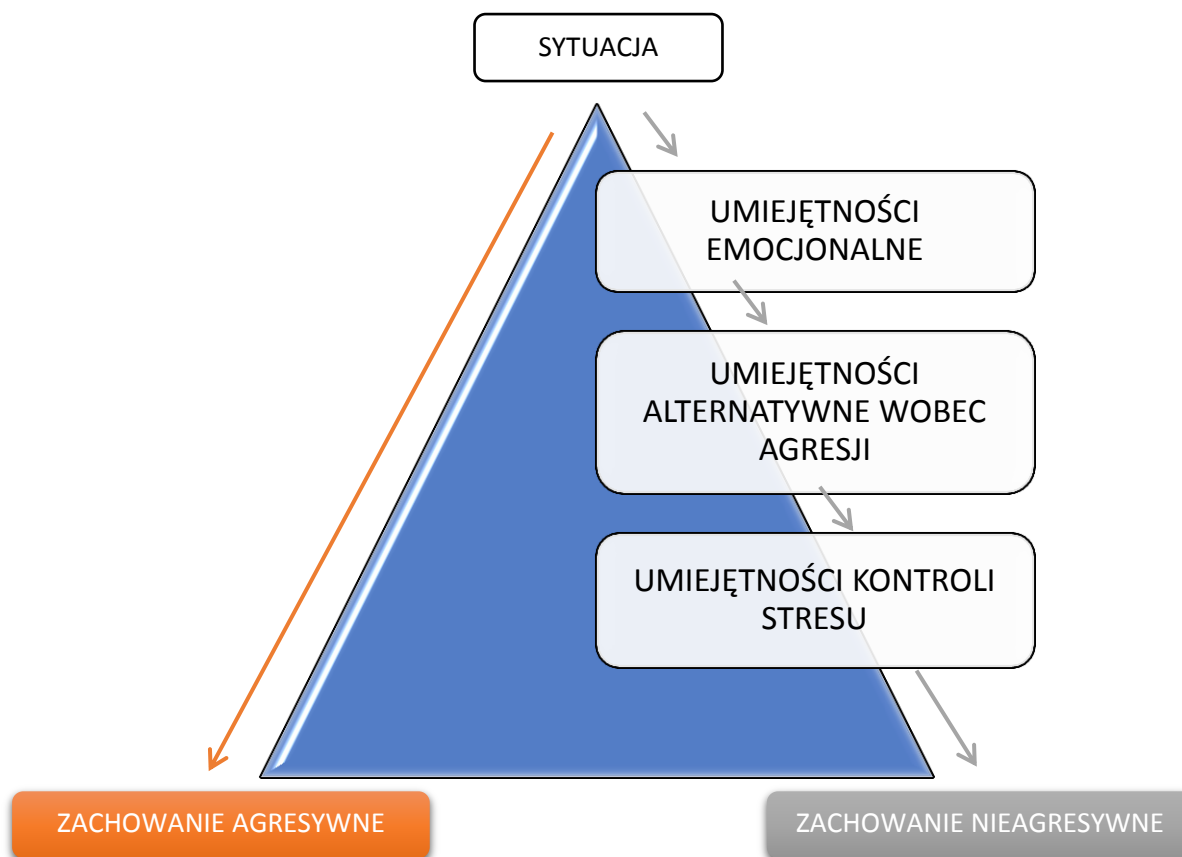 SYTUACJA
UMIEJĘTNOŚCI
EMOCJONALNE
UMIEJĘTNOŚCI
ALTERNATYWNE WOBEC
AGRESJI
UMIEJĘTNOŚCI KONTROLI
STRESU
ZACHOWANIE AGRESYWNE
ZACHOWANIE NIEAGRESYWNE